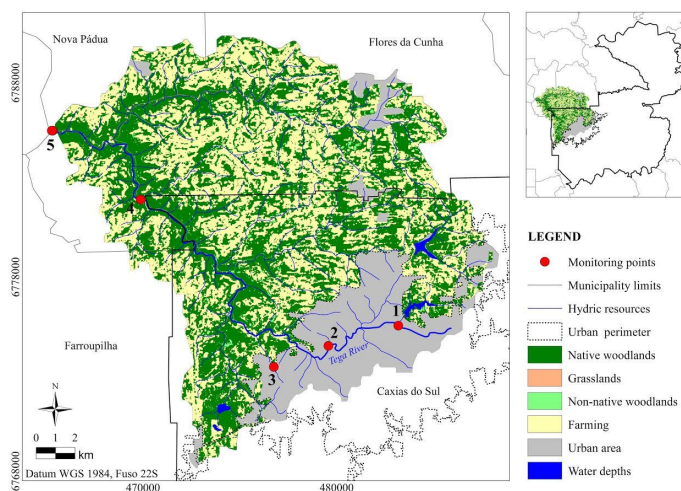 Nova Pádua
Flores da Cunha
6788000
5
4
6778000
1
2
Tega River
3
Farroupilha
Caxias do Sul
N
0 1 2
km
Datum WGS 1984, Fuso 22S
6768000
470000
480000
LEGEND
Monitoring points
Municipality limits
Hydric resources
Urban perimeter
Native woodlands
Grasslands
Non-native woodlands
Farming
Urban area
Water depths